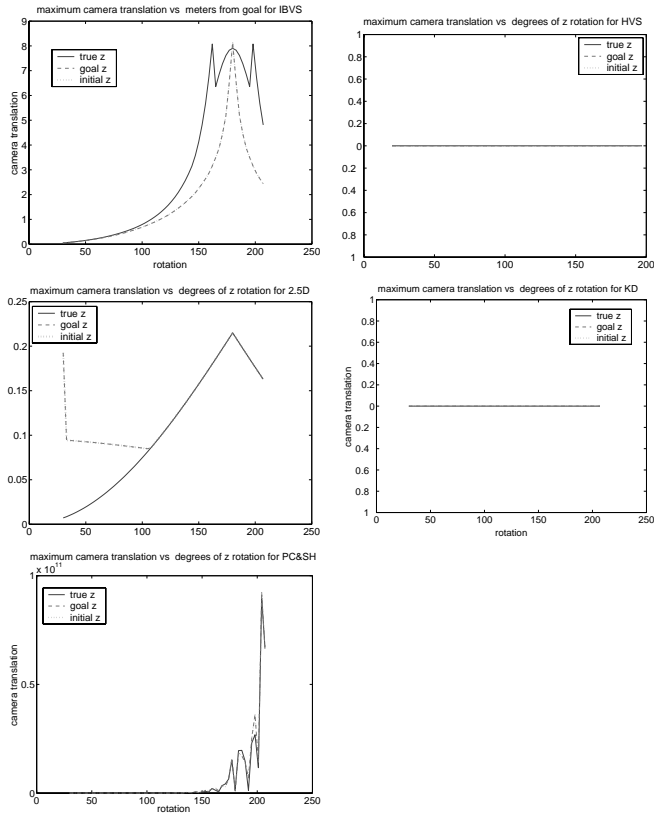 maximum camera translation vs  meters from goal for IBVS
9
8
7
6
5
4
3
2
1
0
0
50
100
150
200
250
true z
goal z
initial z
camera translation
rotation
maximum camera translation vs  degrees of z rotation for HVS
1
0.8
0.6
0.4
0.2
0
0.2
0.4
0.6
0.8
1
0
50
100
150
200
true z
goal z
initial z
maximum camera translation vs  degrees of z rotation for 2.5D
0.25
0.2
0.15
0.1
0.05
0
0
50
100
150
200
250
true z
goal z
initial z
maximum camera translation vs  degrees of z rotation for KD
1
0.8
0.6
0.4
0.2
0
0.2
0.4
0.6
0.8
1
0
50
100
150
200
250
true z
goal z
initial z
camera translation
rotation
maximum camera translation vs  degrees of z rotation for PC&SH
x 10^11
1
0.5
0
0
50
100
150
200
250
true z
goal z
initial z
camera translation
rotation